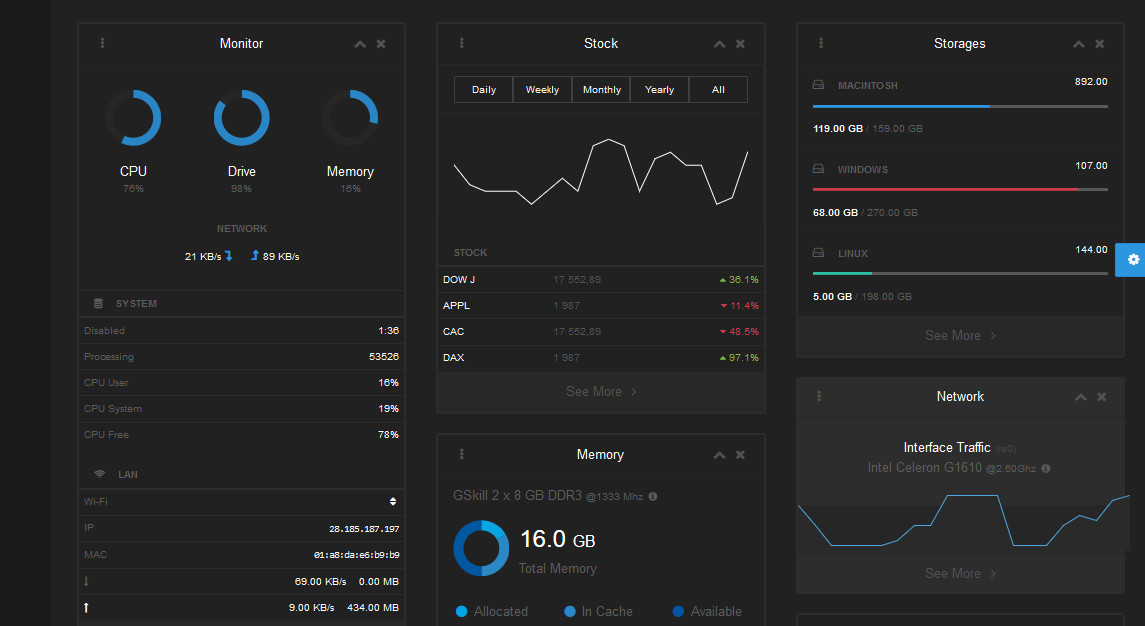 Monitor
CPU
76%
Drive
98%
Memory
16%
NETWORK
21 KB/s 89 KB/s
SYSTEM
Disabled 1:36
Processing 53526
CPU User 16%
CPU System 19%
CPU Free 78%
LAN
Wi-Fi
IP 28.185.187.197
MAC 01:a8:da:e6:b9:b9
69.00 KB/s 0.00 MB
9.00 KB/s 434.00 MB
Stock
Daily Weekly Monthly Yearly All
STOCK
DOW J 17 552,89 36.1%
APPL 1 987 11.4%
CAC 17 552,89 48.5%
DAX 1 987 97.1%
See More
Memory
GSkill 2 x 8 GB DDR3 @1333 Mhz
16.0 GB
Total Memory
Allocated In Cache Available
Storages
MACINTOSH 892.00
119.00 GB / 159.00 GB
WINDOWS 107.00
68.00 GB / 270.00 GB
LINUX 144.00
5.00 GB / 198.00 GB
See More
Network
Interface Traffic (re0)
Intel Celeron G1610 @2.60Ghz
See More